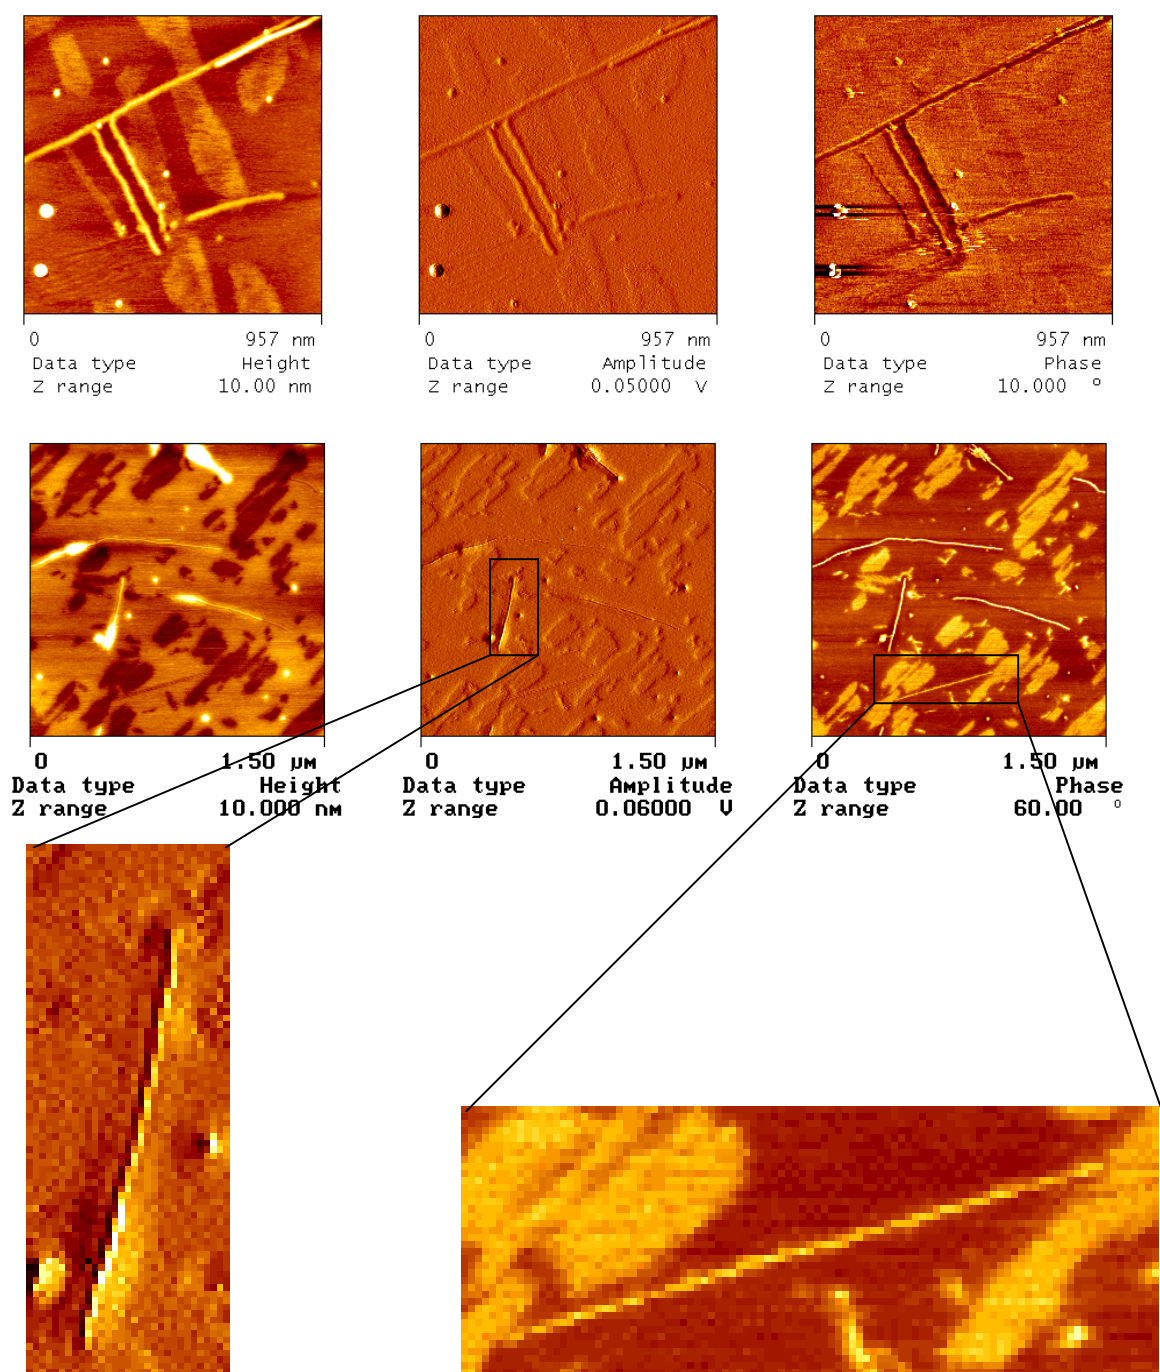 0 957 nm
Data type Height
Z range 10.00 nm
0 957 nm
Data type Amplitude
Z range 0.05000 V
0 957 nm
Data type Phase
Z range 10.000 º
0 1.50 µm
Data type Height
Z range 10.000 nm
0 1.50 µm
Data type Amplitude
Z range 0.06000 V
0 1.50 µm
Data type Phase
Z range 60.00 º